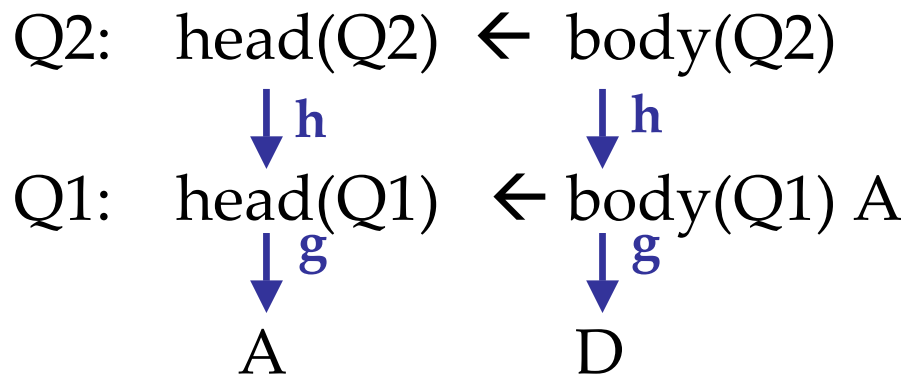 Q2: head(Q2) ← body(Q2)
h h
Q1: head(Q1) ← body(Q1) A
g g
A D